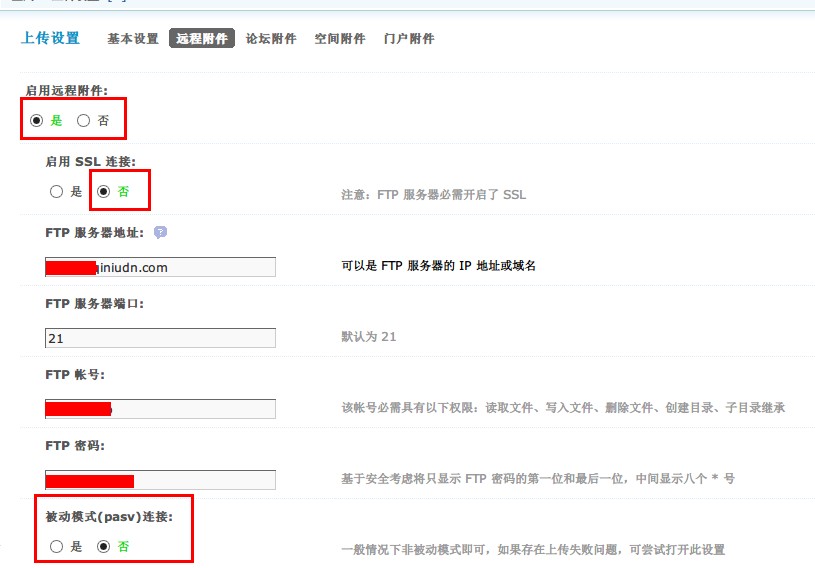 上传设置 基本设置 远程附件 论坛附件 空间附件 门户附件
启用远程附件:
是 否
启用 SSL 连接:
是 否 注意：FTP 服务器必需开启了 SSL
FTP 服务器地址: ?
qiniudn.com 可以是 FTP 服务器的 IP 地址或域名
FTP 服务器端口:
21 默认为 21
FTP 帐号:
该帐号必需具有以下权限：读取文件、写入文件、删除文件、创建目录、子目录继承
FTP 密码:
基于安全考虑将只显示 FTP 密码的第一位和最后一位，中间显示八个 * 号
被动模式(pasv)连接:
是 否 一般情况下非被动模式即可，如果存在上传失败问题，可尝试打开此设置